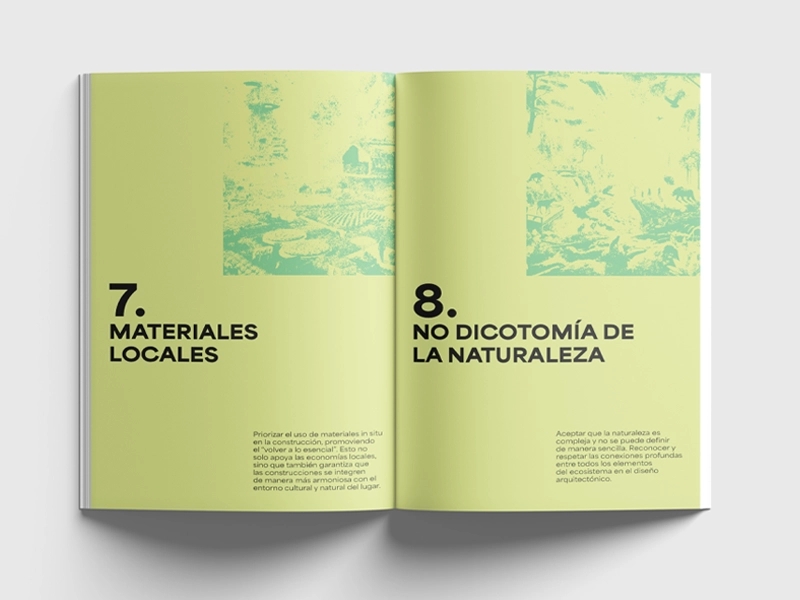 7.
MATERIALES
LOCALES
Priorizar el uso de materiales in situ
en la construcción, promoviendo
el "volver a lo esencial". Esto no
solo apoya las economías locales,
sino que también garantiza que
las construcciones se integren
de manera más armoniosa con el
entorno cultural y natural del lugar.
8.
NO DICOTOMÍA DE
LA NATURALEZA
Aceptar que la naturaleza es
compleja y no se puede definir
de manera sencilla. Reconocer y
respetar las conexiones profundas
entre todos los elementos
del ecosistema en el diseño
arquitectónico.